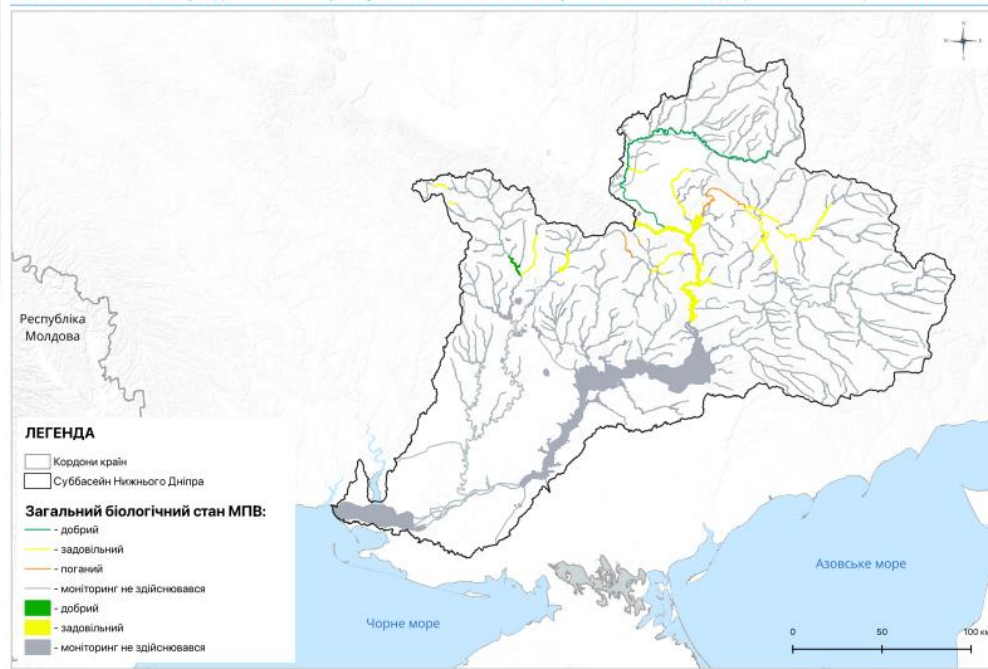 N
W
E
S
Республіка
Молдова
ЛЕГЕНДА
Кордони країн
Суббасейн Нижнього Дніпра
Загальний біологічний стан МПВ:
- добрий
- задовільний
- поганий
- моніторинг не здійснювався
- добрий
- задовільний
- моніторинг не здійснювався
Чорне море
Азовське море
0 50 100 км